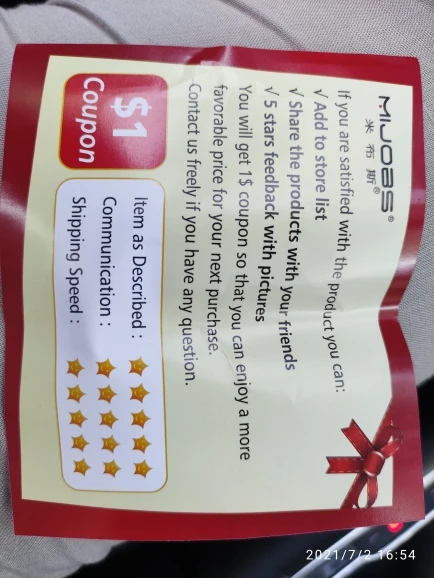 MIJOBS®
米布斯®
If you are satisfied with the product you can:
√ Add to store list
√ Share the products with your friends
√ 5 stars feedback with pictures
You will get 1$ coupon so that you can enjoy a more
favorable price for your next purchase.
Contact us freely if you have any question.
$1
Coupon
Item as Described :
Communication :
Shipping Speed :
2021/7/2 16:54